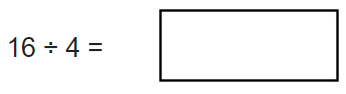 16 ÷ 4 =